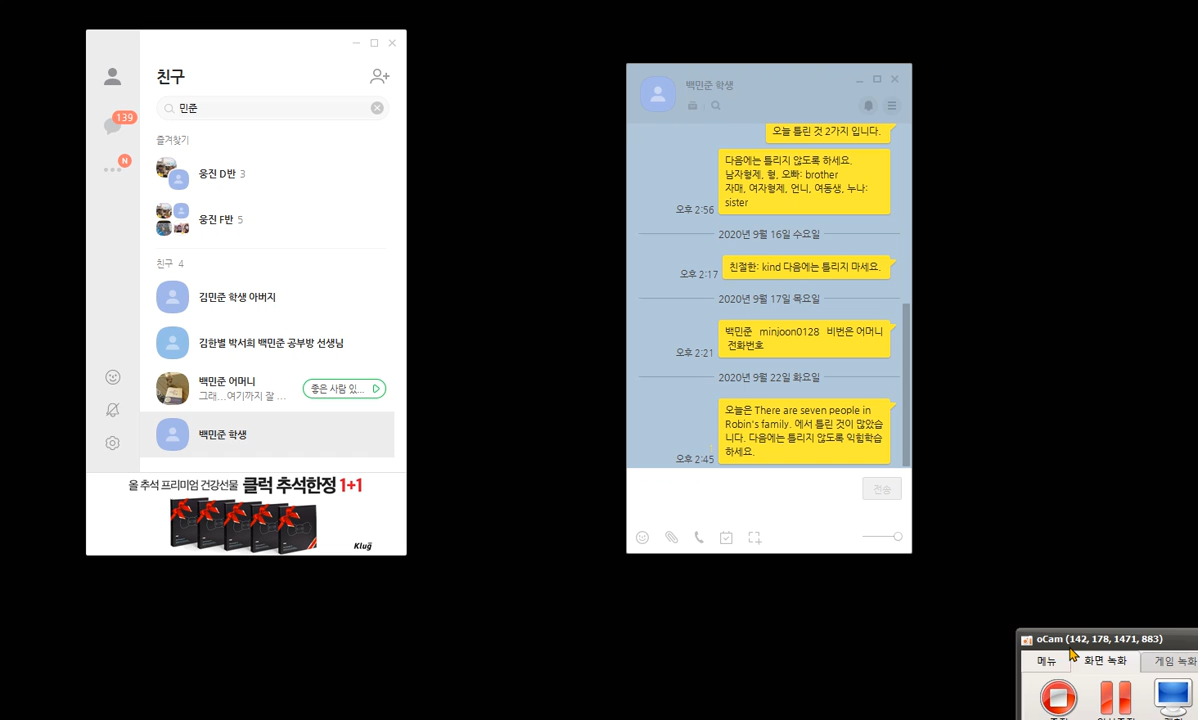 친구
민준
139
즐겨찾기
N
웅진 D반 3
웅진 F반 5
친구 4
김민준 학생 아버지
김한별 박서희 백민준 공부방 선생님
백민준 어머니
그래...여기까지 잘 ...
좋은 사람 있...
백민준 학생
올 추석 프리미엄 건강선물 클럭 추석한정 1+1
Klug
백민준 학생
오늘 틀린 것 2가지 입니다.
다음에는 틀리지 않도록 하세요.
남자형제, 형, 오빠: brother
자매, 여자형제, 언니, 여동생, 누나:
sister
오후 2:56
2020년 9월 16일 수요일
친절한: kind 다음에는 틀리지 마세요.
오후 2:17
2020년 9월 17일 목요일
백민준 minjoon0128 비번은 어머니
전화번호
오후 2:21
2020년 9월 22일 화요일
오늘은 There are seven people in
Robin's family. 에서 틀린 것이 많았습
니다. 다음에는 틀리지 않도록 익힘학습
하세요.
오후 2:45
전송
oCam (142, 178, 1471, 883)
메뉴
화면 녹화
게임 녹화